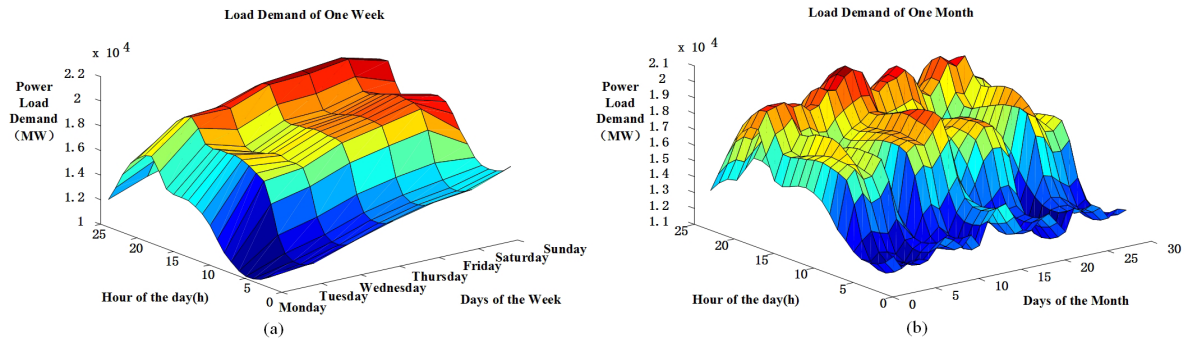 Load Demand of One Week
x 10 4
Power
Load
Demand
（MW）
2.2
2
1.8
1.6
1.4
1.2
1
25
20
15
10
5
0
Hour of the day(h)
Monday
Tuesday
Wednesday
Thursday
Friday
Saturday
Sunday
Days of the Week
(a)
Load Demand of One Month
x 10 4
Power
Load
Demand
（MW）
2.1
2
1.9
1.8
1.7
1.6
1.5
1.4
1.3
1.2
1.1
25
20
15
10
5
0
Hour of the day(h)
0
5
10
15
20
25
30
Days of the Month
(b)